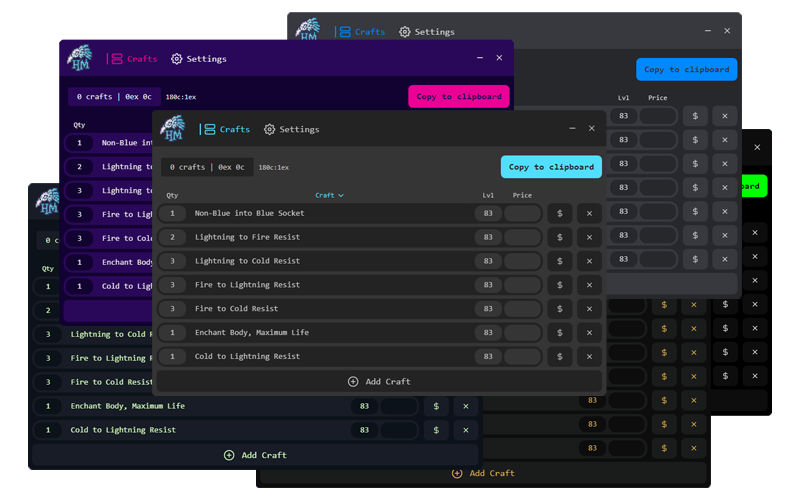 Crafts Settings
Copy to clipboard
Lvl Price
83 $ ×
83 $ ×
83 $ ×
83 $ ×
83 $ ×
83 $ ×
83 $ ×
HM Crafts Settings
0 crafts | 0ex 0c 180c:1ex Copy to clipboard
Qty
1 Non-Blue int
2 Lightning to
3 Lightning t
3 Fire to Ligh
3 Fire to Col
1 Enchant Body
1 Cold to Ligh
HM Crafts Settings
0 crafts | 0ex 0c 180c:1ex Copy to clipboard
Qty Craft Lvl Price
1 Non-Blue into Blue Socket 83 $ ×
2 Lightning to Fire Resist 83 $ ×
3 Lightning to Cold Resist 83 $ ×
3 Fire to Lightning Resist 83 $ ×
3 Fire to Cold Resist 83 $ ×
1 Enchant Body, Maximum Life 83 $ ×
1 Cold to Lightning Resist 83 $ ×
Add Craft
oard
×
×
×
$ ×
$ ×
$ ×
0 c
Qty
1
2
3 Lightning to Cold R
3 Fire to Lightning R
3 Fire to Cold Resist
1 Enchant Body, Maximum Life 83 $ ×
1 Cold to Lightning Resist 83 $ ×
Add Craft
$ ×
$ ×
$ ×
$ ×
83 $ ×
83 $ ×
83 $ ×
Add Craft